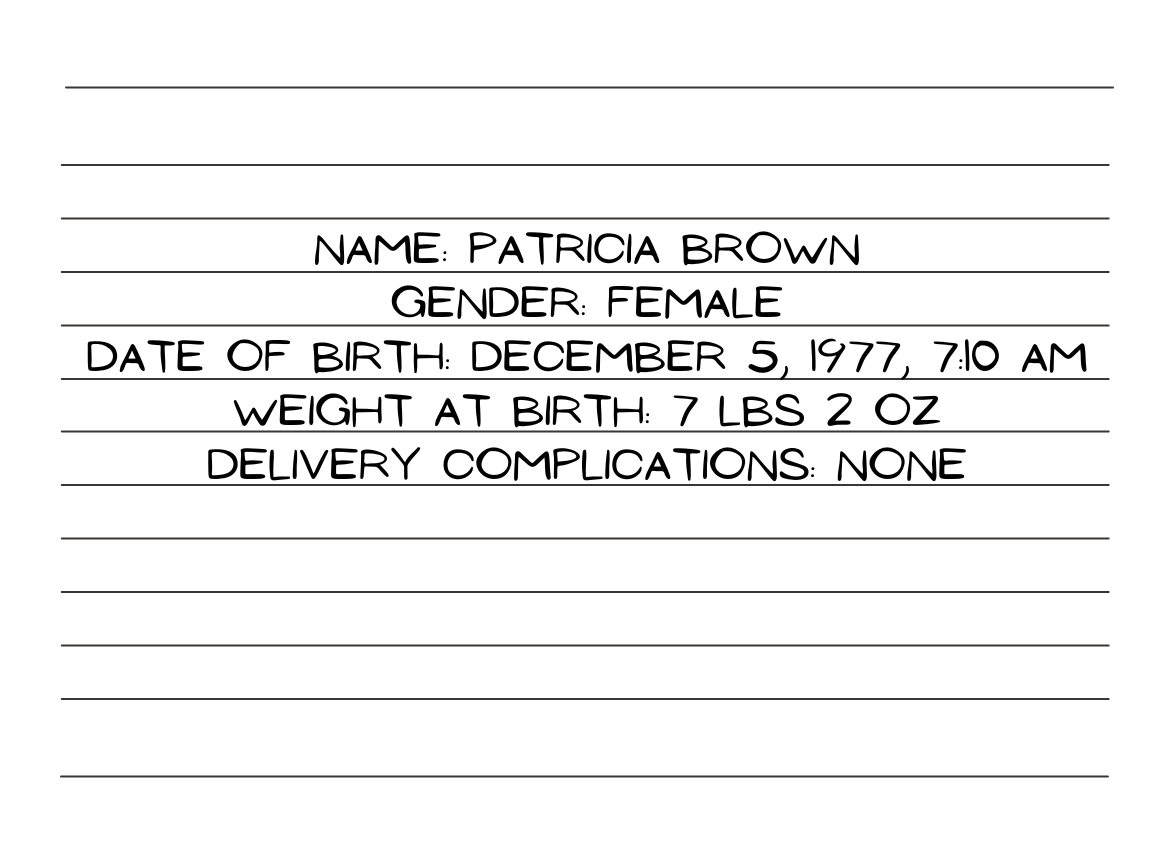 NAME: PATRICIA BROWN
GENDER: FEMALE
DATE OF BIRTH: DECEMBER 5, 1977, 7:10 AM
WEIGHT AT BIRTH: 7 LBS 2 OZ
DELIVERY COMPLICATIONS: NONE